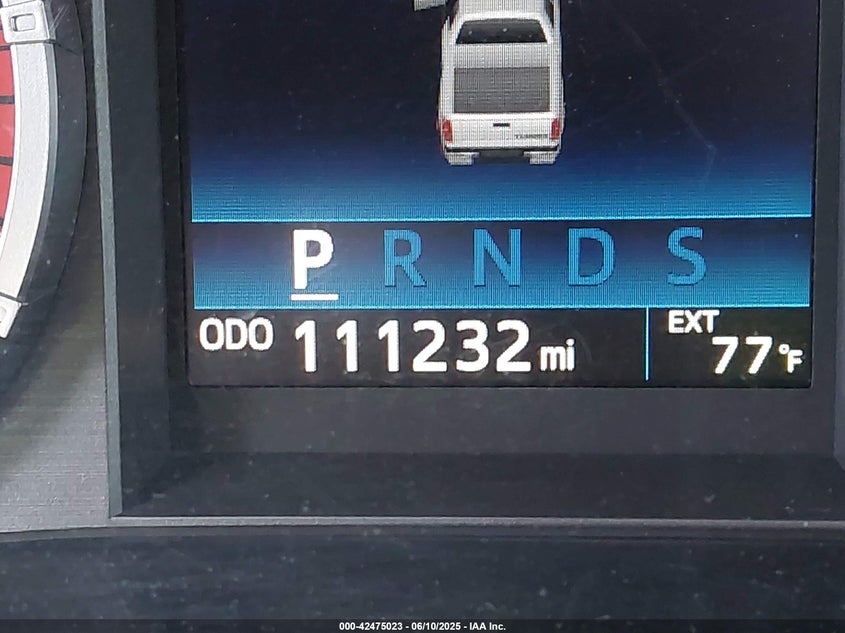 P R N D S
ODO 111232 mi
EXT
77°F
000-42475023 - 06/10/2025 - IAA Inc.